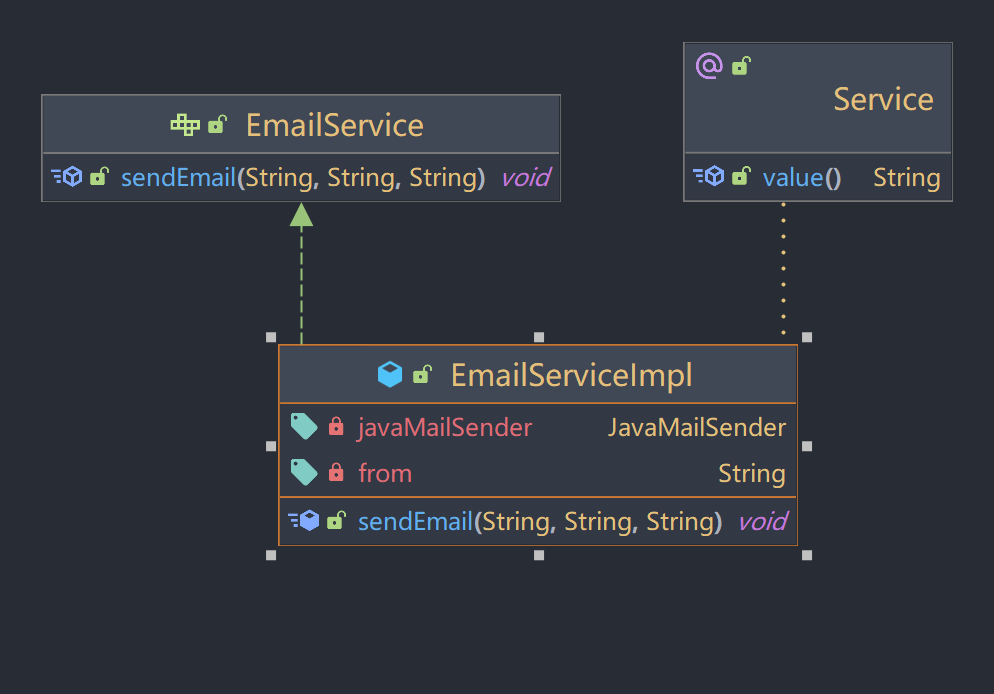 EmailService
sendEmail(String, String, String) void
Service
value() String
EmailServiceImpl
javaMailSender JavaMailSender
from String
sendEmail(String, String, String) void